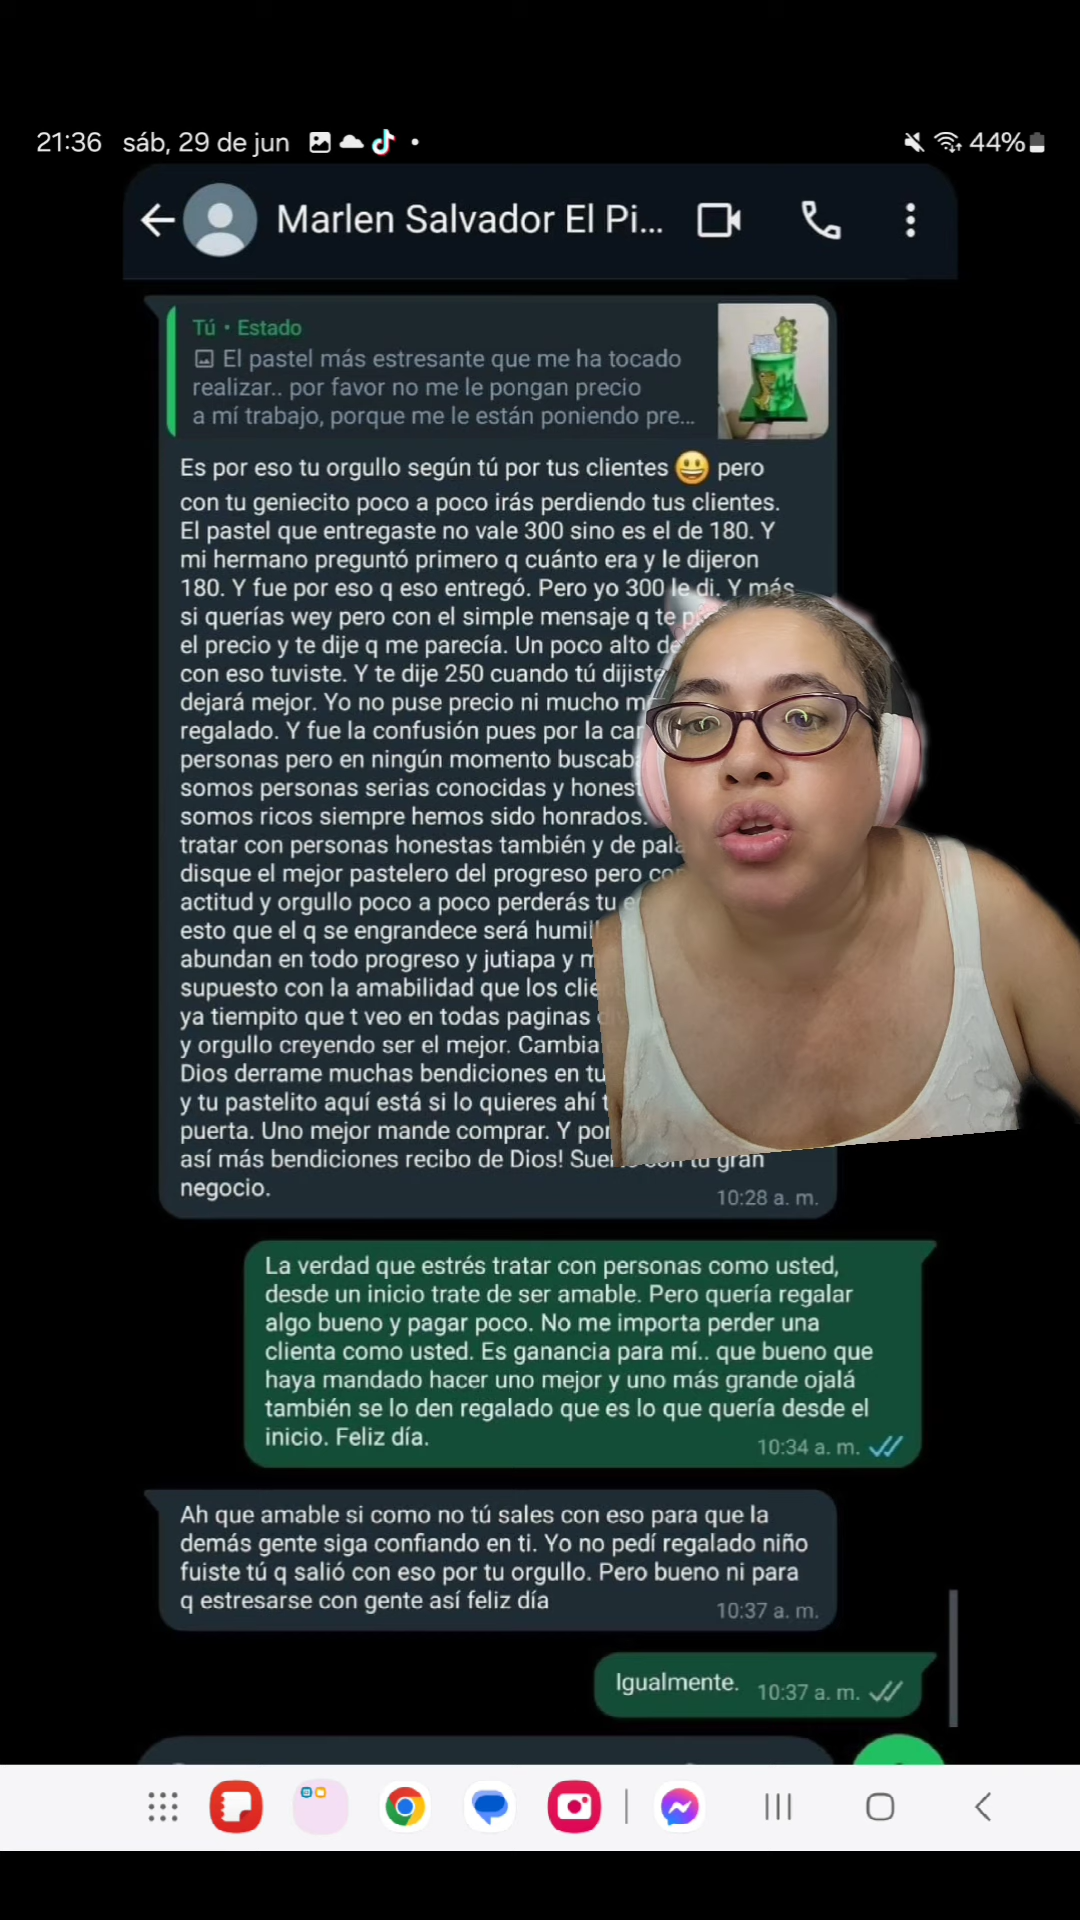 21:36 sáb, 29 de jun
44%
Marlen Salvador El Pi...
Tú • Estado
El pastel más estresante que me ha tocado
realizar.. por favor no me le pongan precio
a mí trabajo, porque me le están poniendo pre...
Es por eso tu orgullo según tú por tus clientes 😃 pero
con tu geniecito poco a poco irás perdiendo tus clientes.
El pastel que entregaste no vale 300 sino es el de 180. Y
mi hermano preguntó primero q cuánto era y le dijeron
180. Y fue por eso q eso entregó. Pero yo 300 le di. Y más
si querías wey pero con el simple mensaje q te
el precio y te dije q me parecía. Un poco alto
con eso tuviste. Y te dije 250 cuando tú
dejará mejor. Yo no puse precio ni mucho
regalado. Y fue la confusión pues por la
personas pero en ningún momento
somos personas serias conocidas y
somos ricos siempre hemos sido honrados.
tratar con personas honestas también y de
disque el mejor pastelero del progreso pero
actitud y orgullo poco a poco perderás tu
esto que el q se engrandece será
abundan en todo progreso y jutiapa y
supuesto con la amabilidad que los
ya tiempito que t veo en todas paginas
y orgullo creyendo ser el mejor.
Dios derrame muchas bendiciones en tu
y tu pastelito aquí está si lo quieres ahí
puerta. Uno mejor mande comprar. Y
así más bendiciones recibo de Dios! con tu gran
negocio.
10:28 a. m.
La verdad que estrés tratar con personas como usted,
desde un inicio trate de ser amable. Pero quería regalar
algo bueno y pagar poco. No me importa perder una
clienta como usted. Es ganancia para mí.. que bueno que
haya mandado hacer uno mejor y uno más grande ojalá
también se lo den regalado que es lo que quería desde el
inicio. Feliz día.
10:34 a. m.
Ah que amable si como no tú sales con eso para que la
demás gente siga confiando en ti. Yo no pedí regalado niño
fuiste tú q salió con eso por tu orgullo. Pero bueno ni para
q estresarse con gente así feliz día
10:37 a. m.
Igualmente. 10:37 a. m.